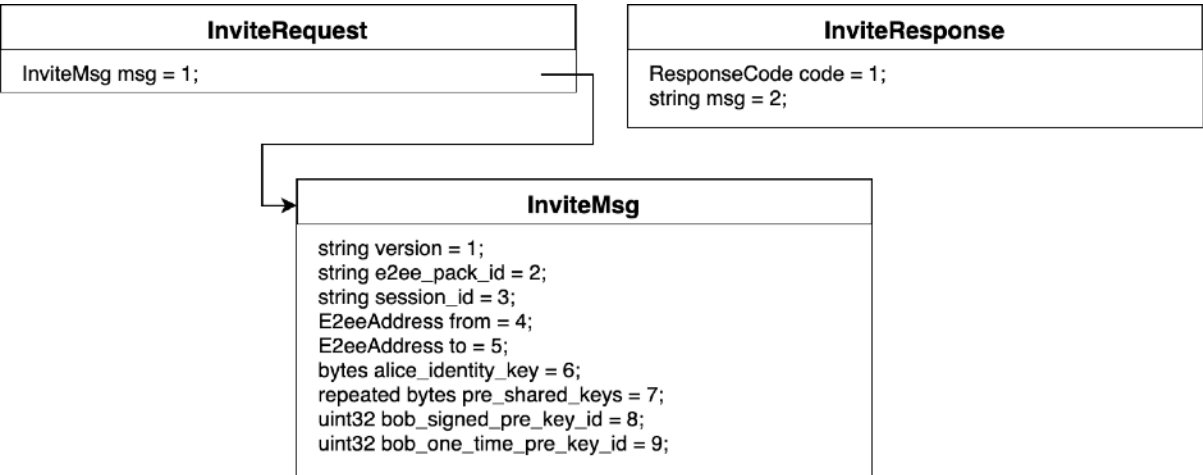 InviteRequest
InviteMsg msg = 1;
InviteResponse
ResponseCode code = 1;
string msg = 2;
InviteMsg
string version = 1;
string e2ee_pack_id = 2;
string session_id = 3;
E2eeAddress from = 4;
E2eeAddress to = 5;
bytes alice_identity_key = 6;
repeated bytes pre_shared_keys = 7;
uint32 bob_signed_pre_key_id = 8;
uint32 bob_one_time_pre_key_id = 9;